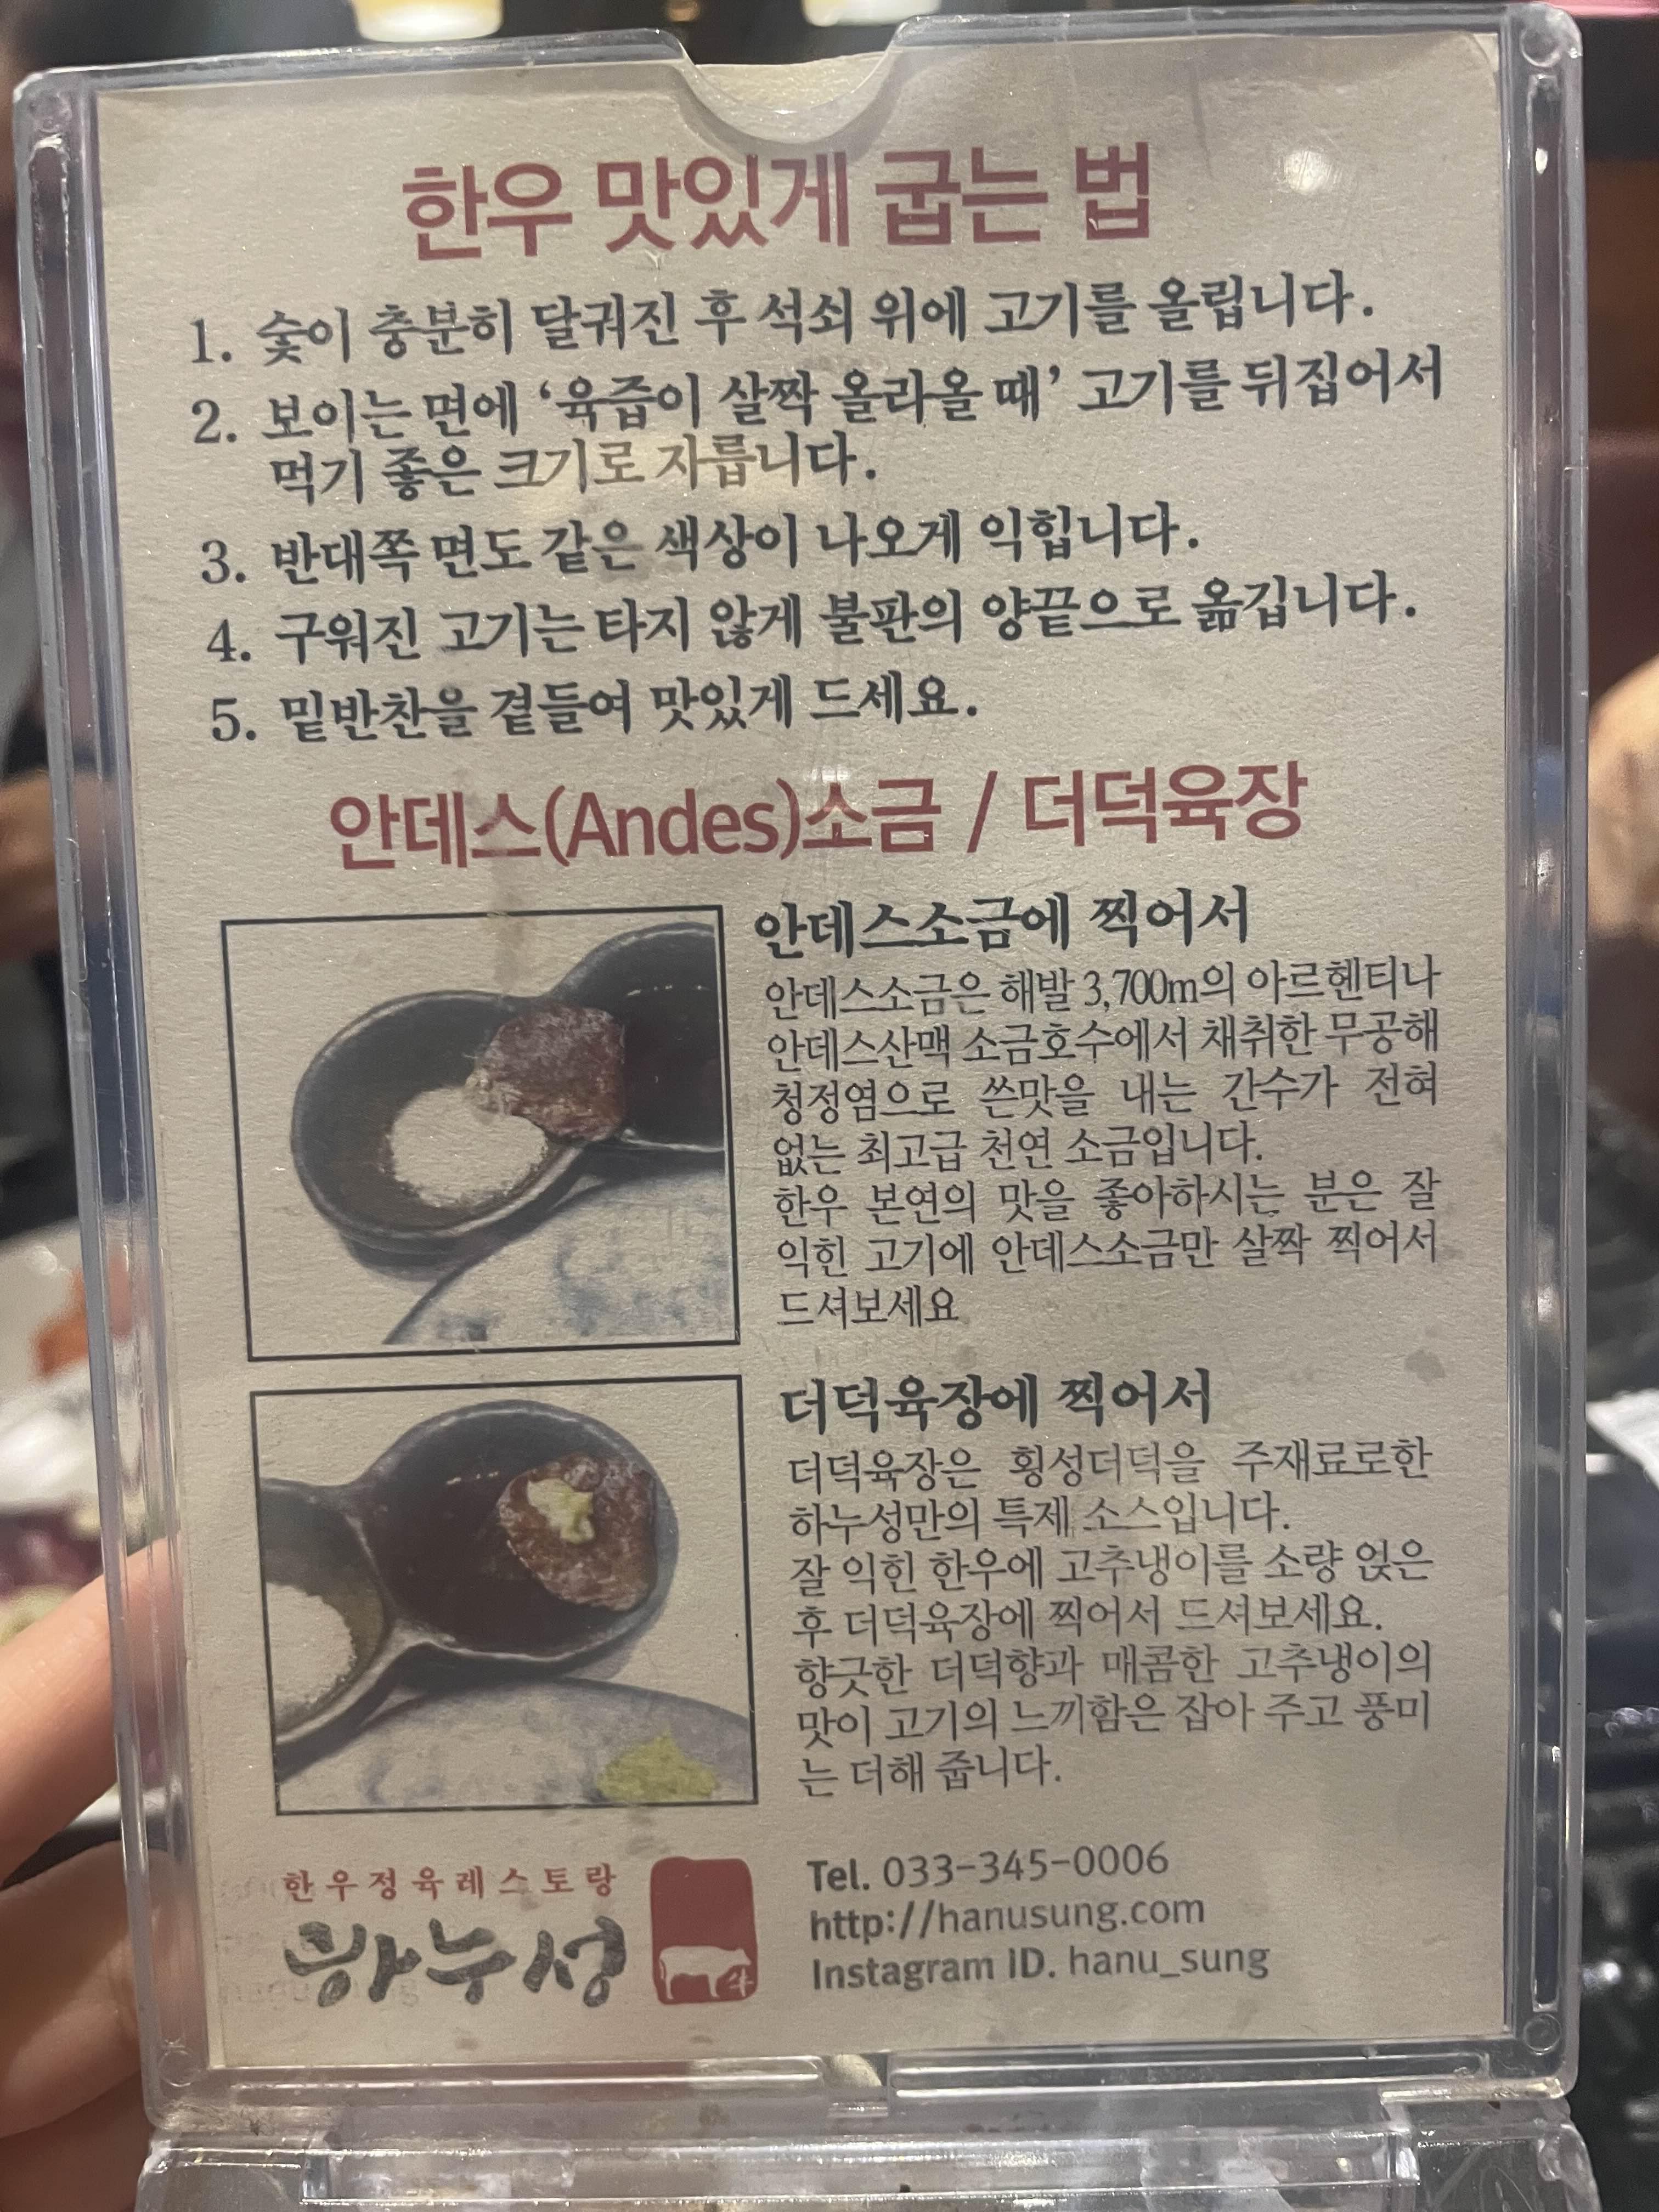 한우 맛있게 굽는 법
1. 숯이 충분히 달궈진 후 석쇠 위에 고기를 올립니다.
2. 보이는 면에 ‘육즙이 살짝 올라올 때’ 고기를 뒤집어서
먹기 좋은 크기로 자릅니다.
3. 반대쪽 면도 같은 색상이 나오게 익힙니다.
4. 구워진 고기는 타지 않게 불판의 양끝으로 옮깁니다.
5. 밑반찬을 곁들여 맛있게 드세요.
안데스(Andes)소금 / 더덕육장
안데스소금에 찍어서
안데스소금은 해발 3,700m의 아르헨티나
안데스산맥 소금호수에서 채취한 무공해
청정염으로 쓴맛을 내는 간수가 전혀
없는 최고급 천연 소금입니다.
한우 본연의 맛을 좋아하시는 분은 잘
익힌 고기에 안데스소금만 살짝 찍어서
드셔보세요
더덕육장에 찍어서
더덕육장은 횡성더덕을 주재료로한
하누성만의 특제 소스입니다.
잘 익힌 한우에 고추냉이를 소량 얹은
후 더덕육장에 찍어서 드셔보세요.
향긋한 더덕향과 매콤한 고추냉이의
맛이 고기의 느끼함은 잡아 주고 풍미
는 더해 줍니다.
한우정육레스토랑
하누성
Tel. 033-345-0006
http://hanusung.com
Instagram ID. hanu_sung